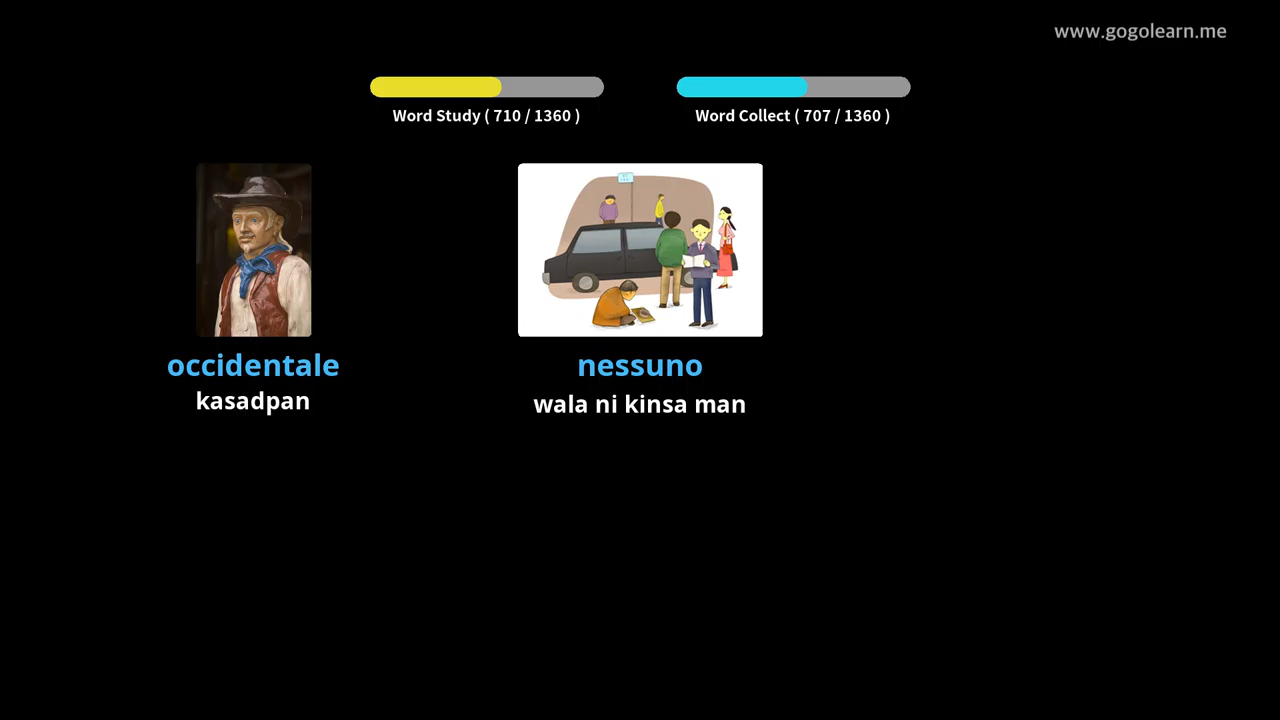 www.gogolearn.me
Word Study ( 710 / 1360 )
Word Collect ( 707 / 1360 )
occidentale
kasadpan
nessuno
wala ni kinsa man